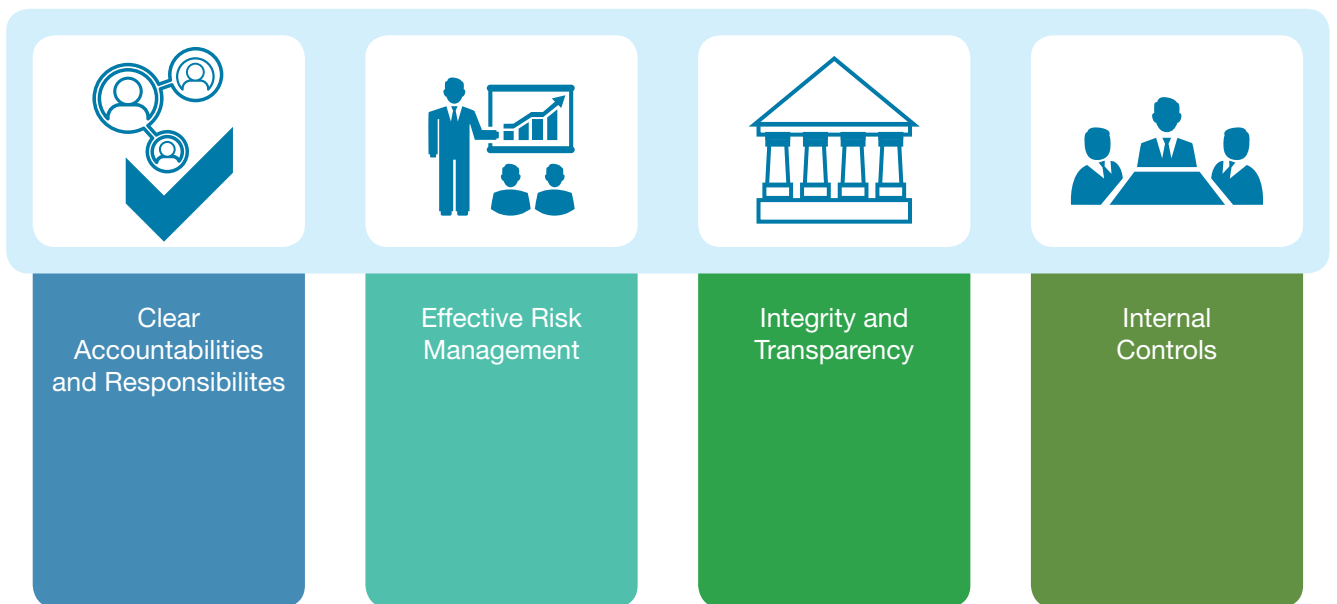 Clear
Accountabilities
and Responsibilites
Effective Risk
Management
Integrity and
Transparency
Internal
Controls